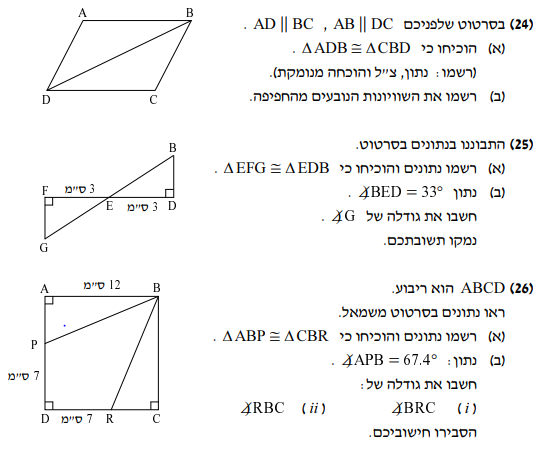 (24) בסרטוט שלפניכם AB || DC , AD || BC .
(א) הוכיחו כי ΔADB ≅ ΔCBD .
(רשמו: נתון, צ"ל והוכחה מנומקת).
(ב) רשמו את השוויונות הנובעים מהחפיפה.
A
B
D
C
(25) התבוננו בנתונים בסרטוט.
(א) רשמו נתונים והוכיחו כי ΔEFG ≅ ΔEDB .
(ב) נתון ∢BED = 33° .
חשבו את גודלה של ∢G .
נמקו תשובתכם.
B
F
3 ס"מ
E
3 ס"מ
D
G
(26) ABCD הוא ריבוע.
ראו נתונים בסרטוט משמאל.
(א) רשמו נתונים והוכיחו כי ΔABP ≅ ΔCBR .
(ב) נתון: ∢APB = 67.4° .
חשבו את גודלה של:
(i) ∢BRC (ii) ∢RBC
הסבירו חישוביכם.
A
12 ס"מ
B
P
7 ס"מ
D
7 ס"מ
R
C